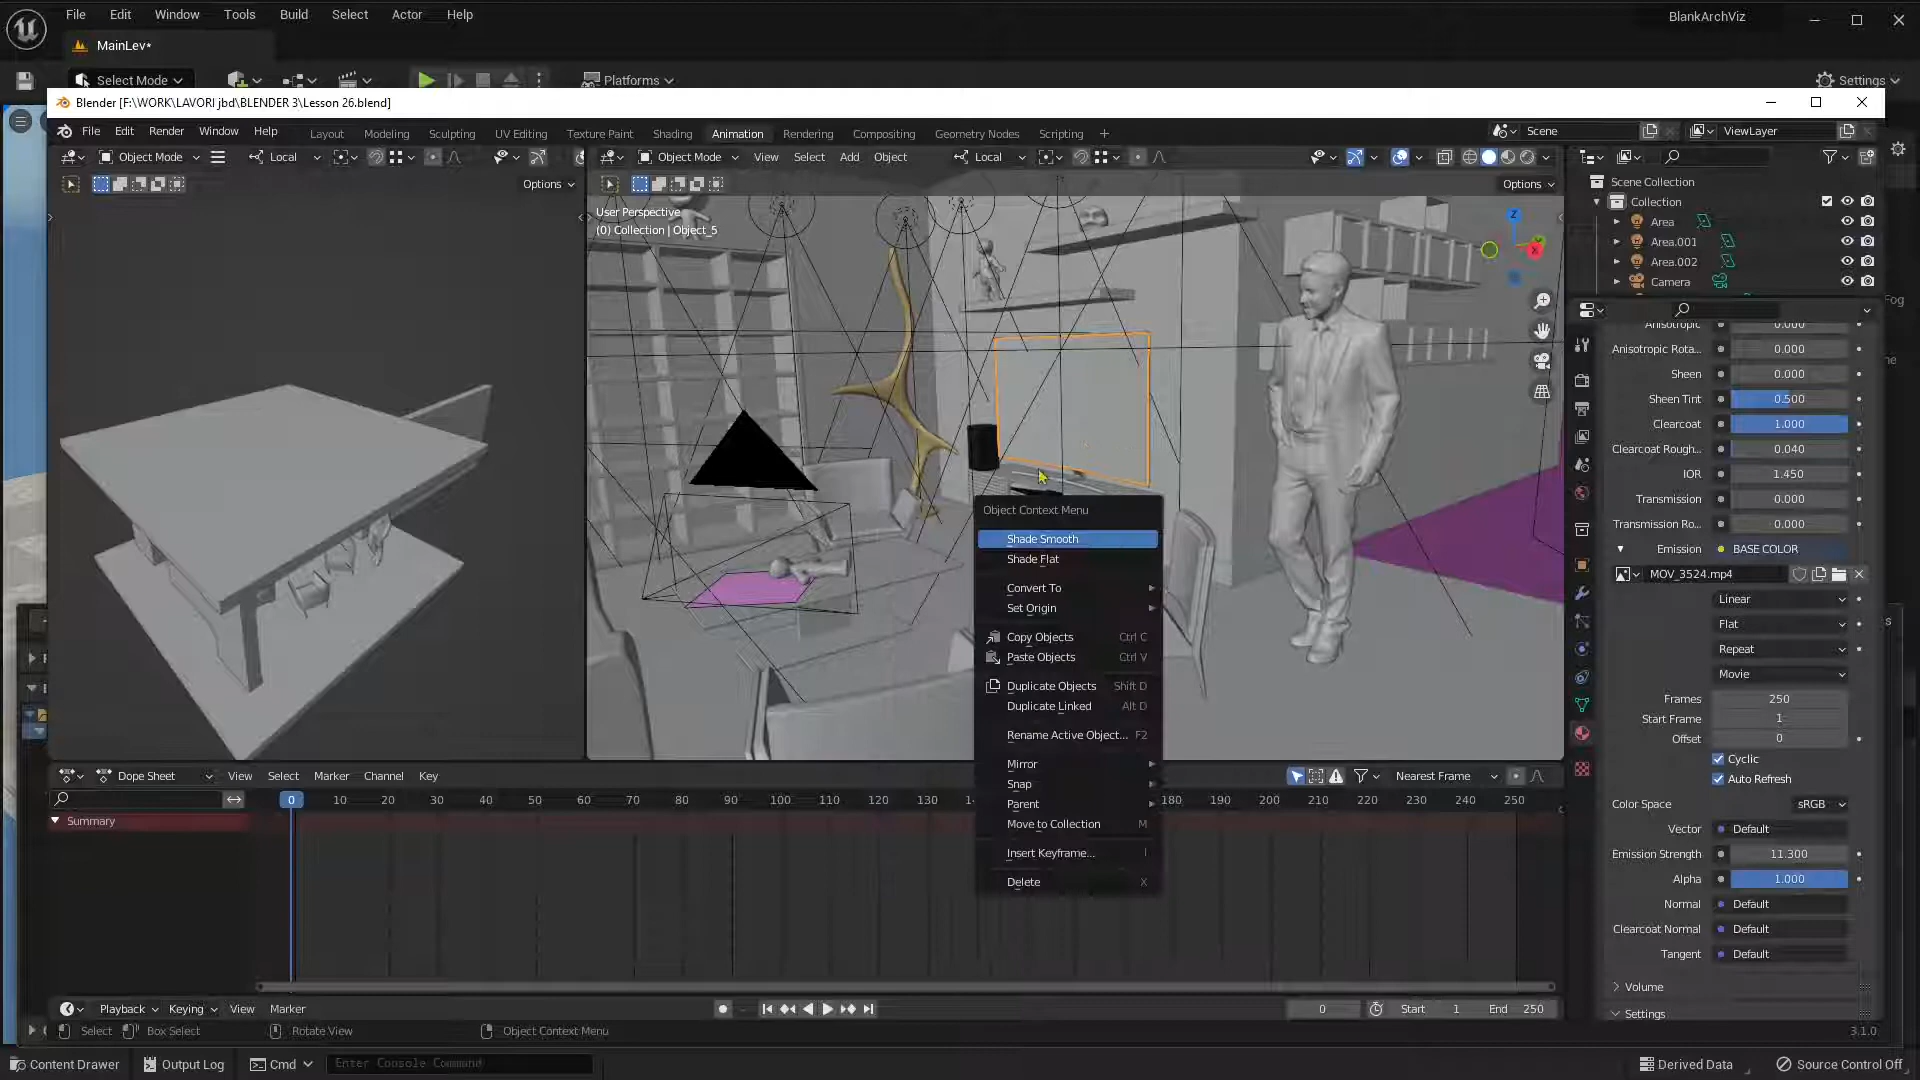 File Edit Window Tools Build Select Actor Help
BlankArchViz
MainLev•
Select Mode
Platforms
Settings
Blender [F:\WORK\LAVORI jbd\BLENDER 3\Lesson 26.blend]
File Edit Render Window Help Layout Modeling Sculpting UV Editing Texture Paint Shading Animation Rendering Compositing Geometry Nodes Scripting +
Scene ViewLayer
Object Mode Local
Object Mode View Select Add Object Local
Options
Options
User Perspective
(0) Collection | Object_5
Z
X
Scene Collection
Collection
Area
Area.001
Area.002
Camera
Fog
Anisotropic 0.000
Anisotropic Rota... 0.000
Sheen 0.000
Sheen Tint 0.500
Clearcoat 1.000
Clearcoat Rough... 0.040
IOR 1.450
Transmission 0.000
Transmission Ro... 0.000
Emission BASE COLOR
MOV_3524.mp4
Linear
Flat
Repeat
Movie
Frames 250
Start Frame 1
Offset 0
Cyclic
Auto Refresh
Color Space sRGB
Vector Default
Emission Strength 11.300
Alpha 1.000
Normal Default
Clearcoat Normal Default
Tangent Default
Volume
Settings
3.1.0
Object Context Menu
Shade Smooth
Shade Flat
Convert To
Set Origin
Copy Objects Ctrl C
Paste Objects Ctrl V
Duplicate Objects Shift D
Duplicate Linked Alt D
Rename Active Object... F2
Mirror
Snap
Parent
Move to Collection M
Insert Keyframe... I
Delete X
Dope Sheet View Select Marker Channel Key
Nearest Frame
0 10 20 30 40 50 60 70 80 90 100 110 120 130 180 190 200 210 220 230 240 250
Summary
Playback Keying View Marker
0 Start 1 End 250
Select Box Select Rotate View Object Context Menu
Content Drawer Output Log Cmd Enter Console Command
Derived Data Source Control Off